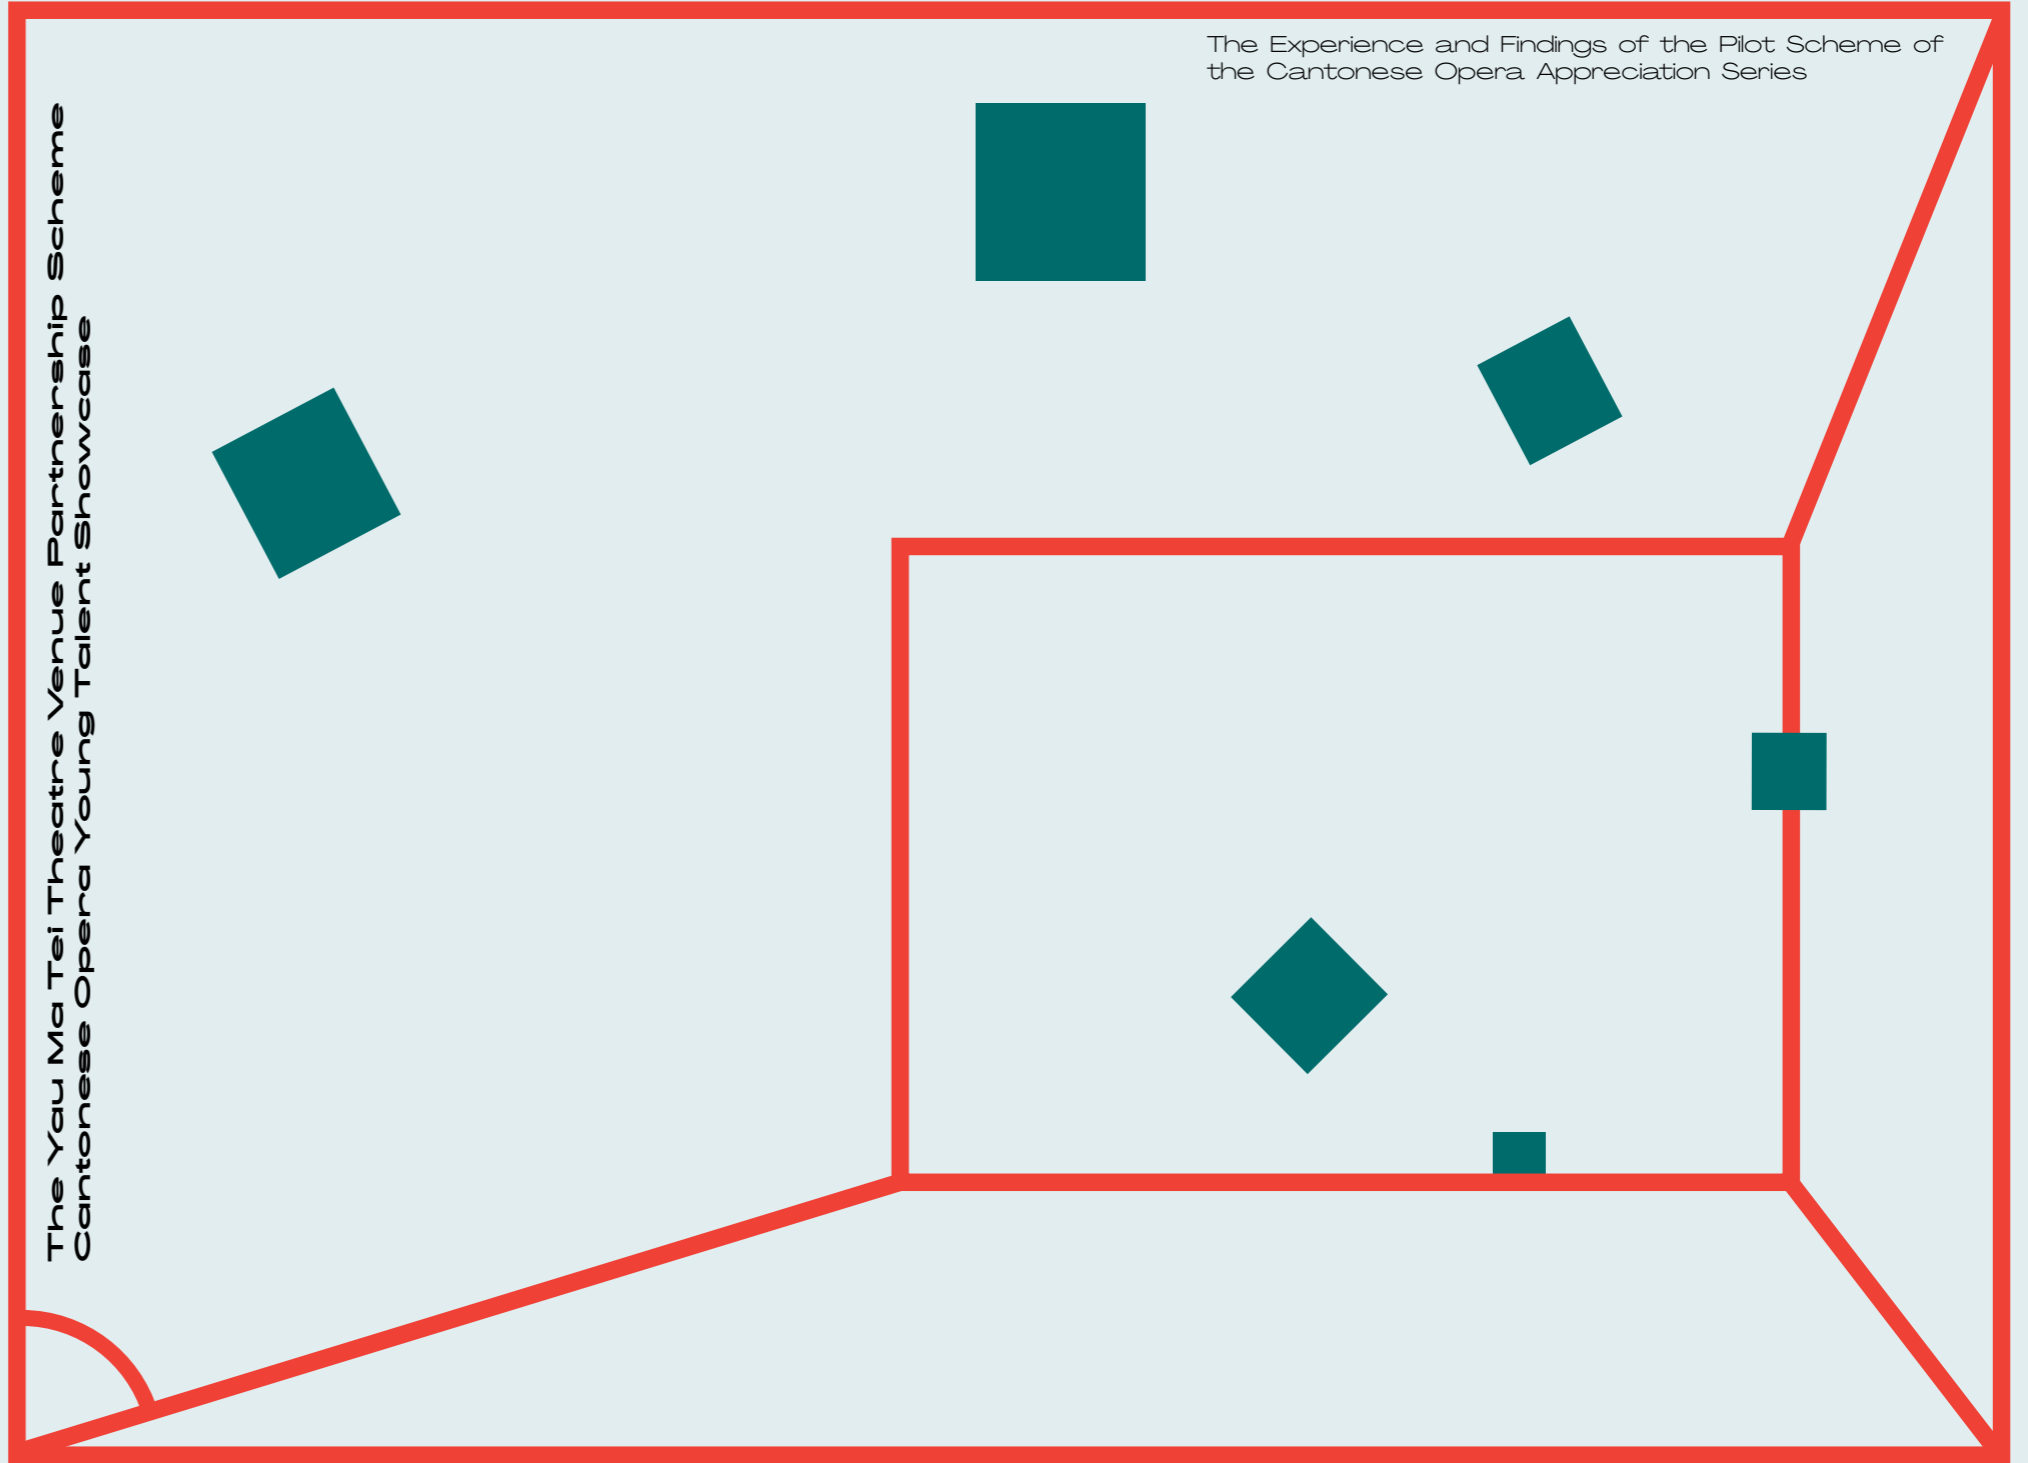 The Yau Ma Tei Theatre Venue Partnership Scheme
Cantonese Opera Young Talent Showcase
The Experience and Findings of the Pilot Scheme of
the Cantonese Opera Appreciation Series